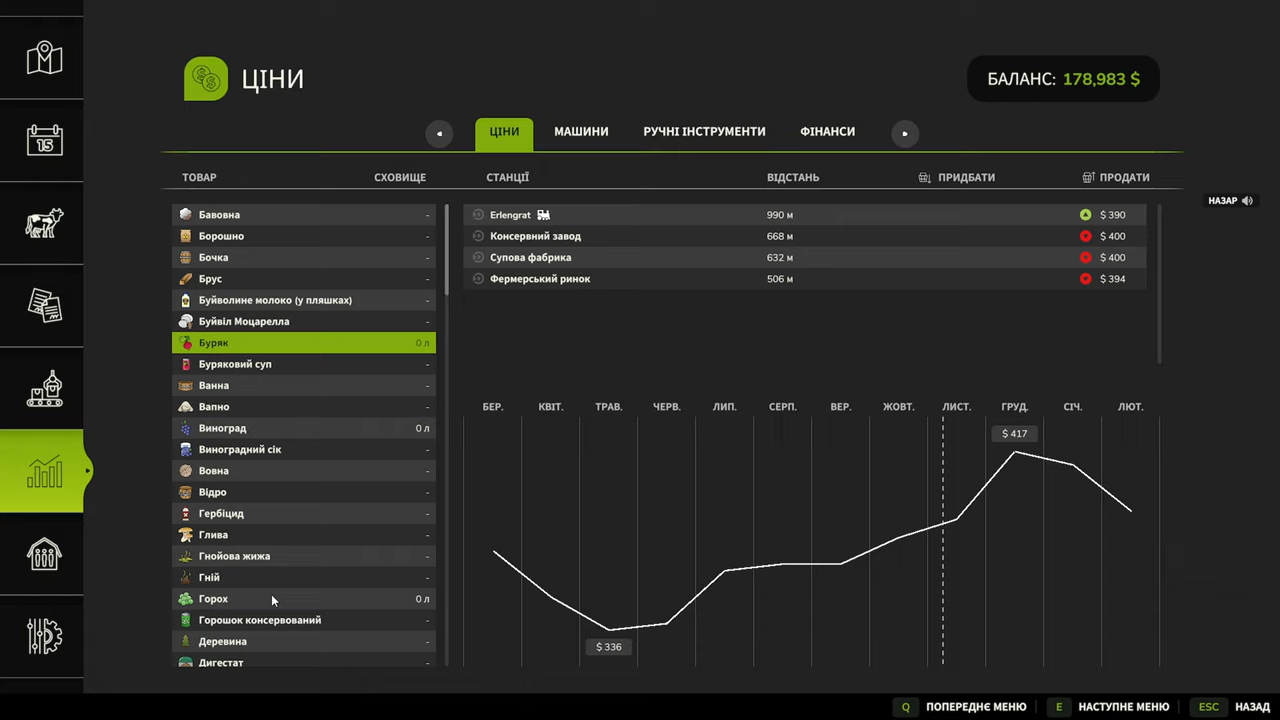 ЦІНИ
БАЛАНС: 178,983 $
ЦІНИ МАШИНИ РУЧНІ ІНСТРУМЕНТИ ФІНАНСИ
ТОВАР СХОВИЩЕ СТАНЦІЇ ВІДСТАНЬ ПРИДБАТИ ПРОДАТИ
НАЗАР
Бавовна -
Борошно -
Бочка -
Брус -
Буйволине молоко (у пляшках) -
Буйвіл Моцарелла -
Буряк 0 л
Буряковий суп -
Ванна -
Вапно -
Виноград 0 л
Виноградний сік -
Вовна -
Відро -
Гербіцид -
Глива -
Гнойова жижа -
Гній -
Горох 0 л
Горошок консервований -
Деревина -
Дигестат -
Erlengrat 990 м $ 390
Консервний завод 668 м $ 400
Супова фабрика 632 м $ 400
Фермерський ринок 506 м $ 394
БЕР. КВІТ. ТРАВ. ЧЕРВ. ЛИП. СЕРП. ВЕР. ЖОВТ. ЛИСТ. ГРУД. СІЧ. ЛЮТ.
$ 417
$ 336
15
Q ПОПЕРЕДНЄ МЕНЮ E НАСТУПНЕ МЕНЮ ESC НАЗАД